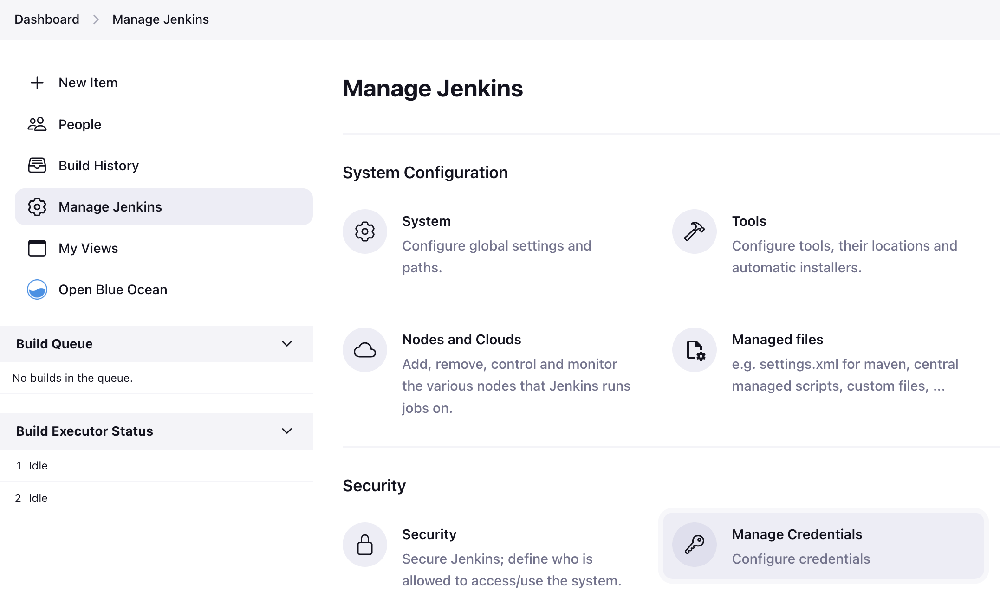 Dashboard
Manage Jenkins
New Item
People
Build History
Manage Jenkins
My Views
Open Blue Ocean
Build Queue
No builds in the queue.
Build Executor Status
1 Idle
2 Idle
Manage Jenkins
System Configuration
System
Configure global settings and
paths.
Tools
Configure tools, their locations and
automatic installers.
Nodes and Clouds
Add, remove, control and monitor
the various nodes that Jenkins runs
jobs on.
Managed files
e.g. settings.xml for maven, central
managed scripts, custom files, ...
Security
Security
Secure Jenkins; define who is
allowed to access/use the system.
Manage Credentials
Configure credentials